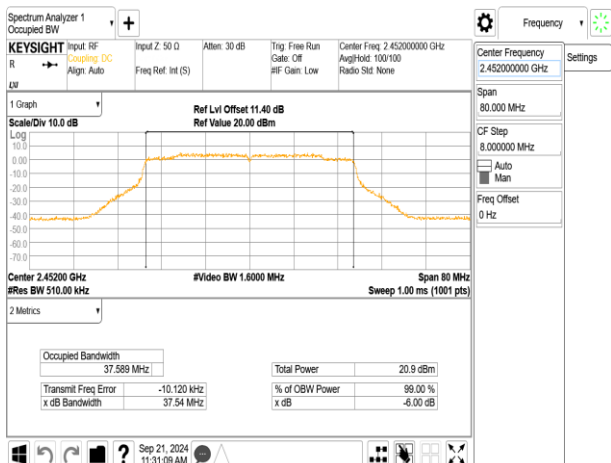 Spectrum Analyzer 1
Occupied BW
Frequency
KEYSIGHT
R
LXI
Input: RF
Coupling: DC
Align: Auto
Input Z: 50 Ω
Freq Ref: Int (S)
Atten: 30 dB
Trig: Free Run
Gate: Off
#IF Gain: Low
Center Freq: 2.452000000 GHz
Avg|Hold: 100/100
Radio Std: None
Center Frequency
2.452000000 GHz
Settings
Span
80.000 MHz
CF Step
8.000000 MHz
Auto
Man
Freq Offset
0 Hz
1 Graph
Scale/Div 10.0 dB
Ref Lvl Offset 11.40 dB
Ref Value 20.00 dBm
Log
10.0
0.00
-10.0
-20.0
-30.0
-40.0
-50.0
-60.0
-70.0
Center 2.45200 GHz
#Res BW 510.00 kHz
#Video BW 1.6000 MHz
Span 80 MHz
Sweep 1.00 ms (1001 pts)
2 Metrics
Occupied Bandwidth
37.589 MHz
Transmit Freq Error -10.120 kHz
x dB Bandwidth 37.54 MHz
Total Power 20.9 dBm
% of OBW Power 99.00 %
x dB -6.00 dB
?
Sep 21, 2024
11:31:09 AM